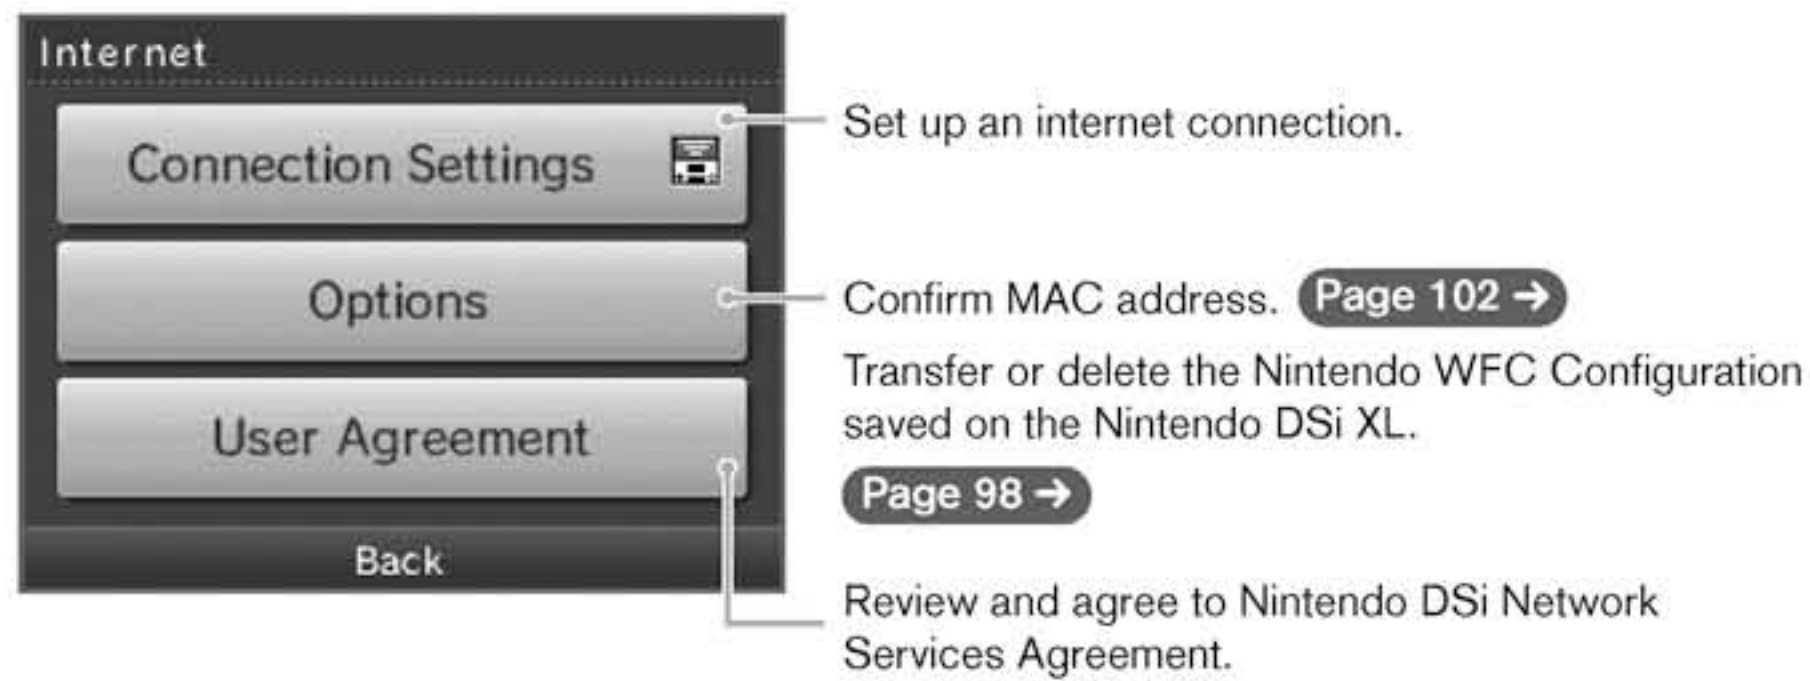 Internet
Connection Settings
Set up an internet connection.
Options
Confirm MAC address. Page 102 →
Transfer or delete the Nintendo WFC Configuration
saved on the Nintendo DSi XL.
Page 98 →
User Agreement
Review and agree to Nintendo DSi Network
Services Agreement.
Back